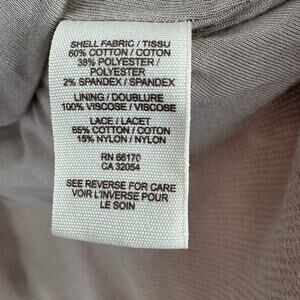 SHELL FABRIC / TISSU
60% COTTON / COTON
38% POLYESTER /
POLYESTER
2% SPANDEX / SPANDEX
LINING / DOUBLURE
100% VISCOSE / VISCOSE
LACE / LACET
85% COTTON / COTON
15% NYLON / NYLON
RN 66170
CA 32054
SEE REVERSE FOR CARE
VOIR L'INVERSE POUR
LE SOIN